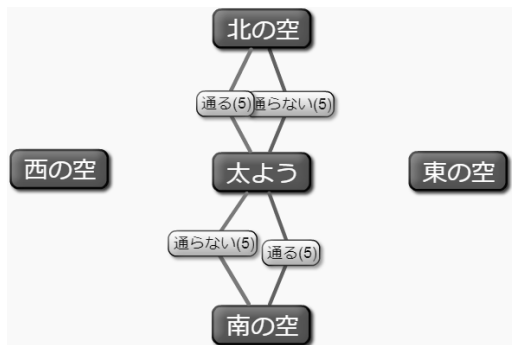 北の空
通る(5)
通らない(5)
西の空
太よう
東の空
通らない(5)
通る(5)
南の空